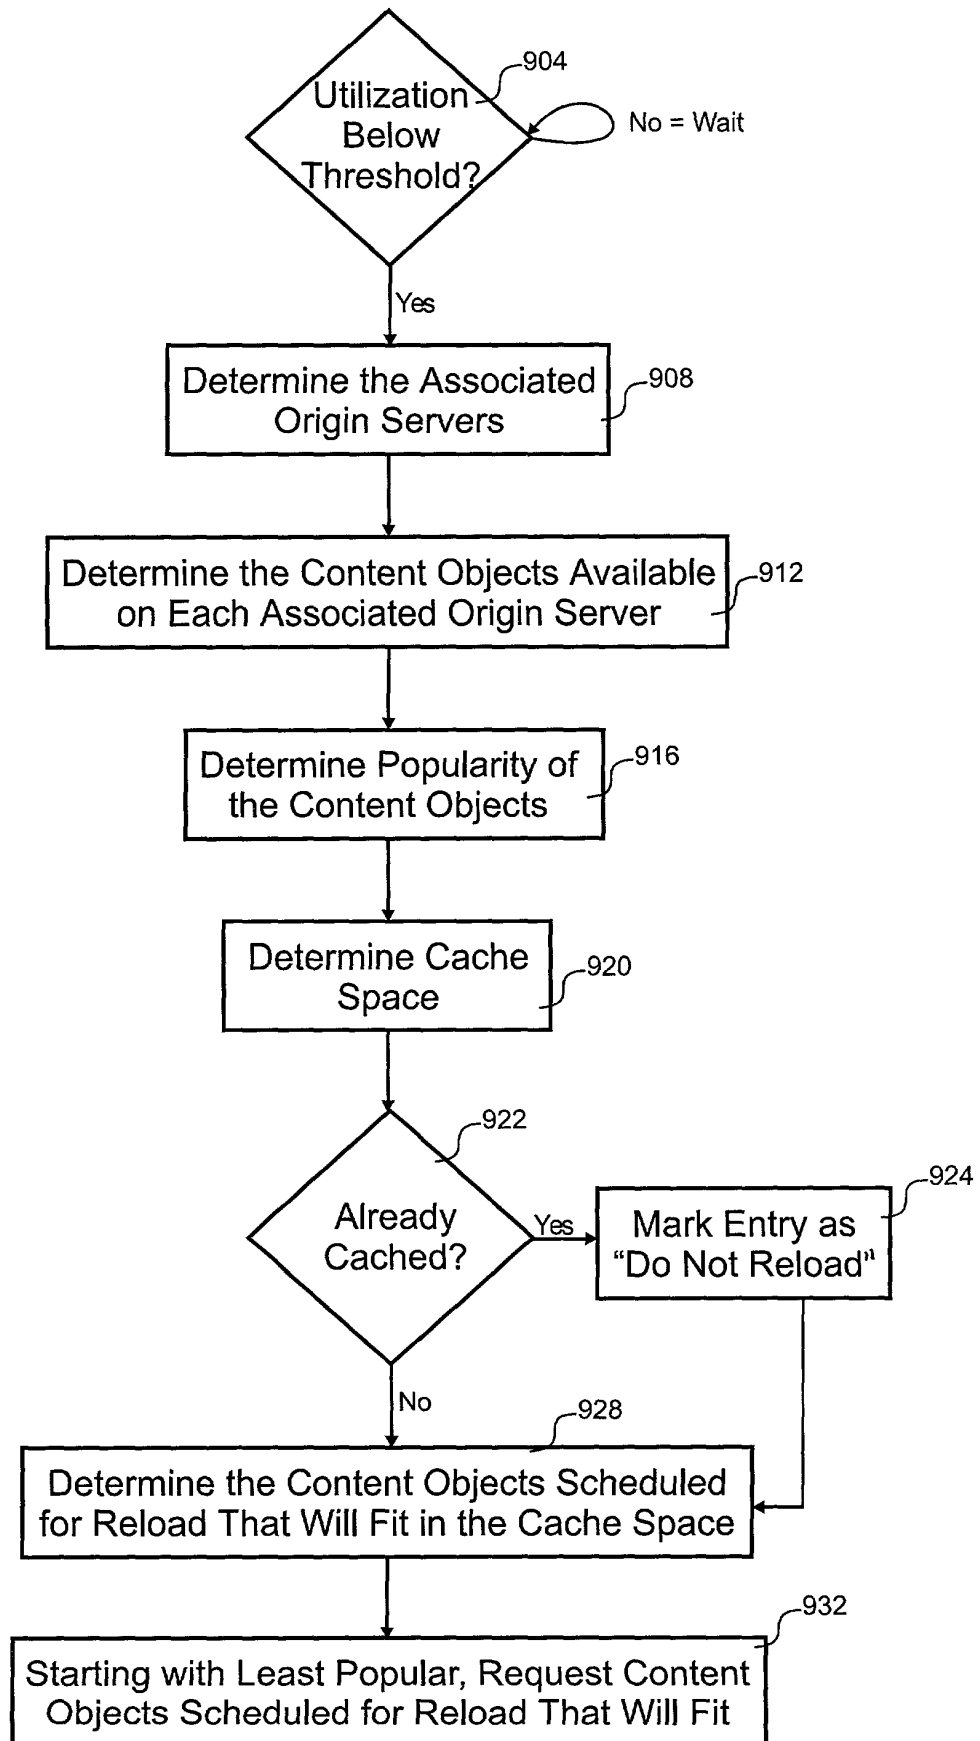 904
Utilization
Below
Threshold?
No = Wait
Yes
Determine the Associated
Origin Servers
908
Determine the Content Objects Available
on Each Associated Origin Server
912
Determine Popularity of
the Content Objects
916
Determine Cache
Space
920
922
Already
Cached?
Yes
924
Mark Entry as
“Do Not Reload”
No
928
Determine the Content Objects Scheduled
for Reload That Will Fit in the Cache Space
932
Starting with Least Popular, Request Content
Objects Scheduled for Reload That Will Fit